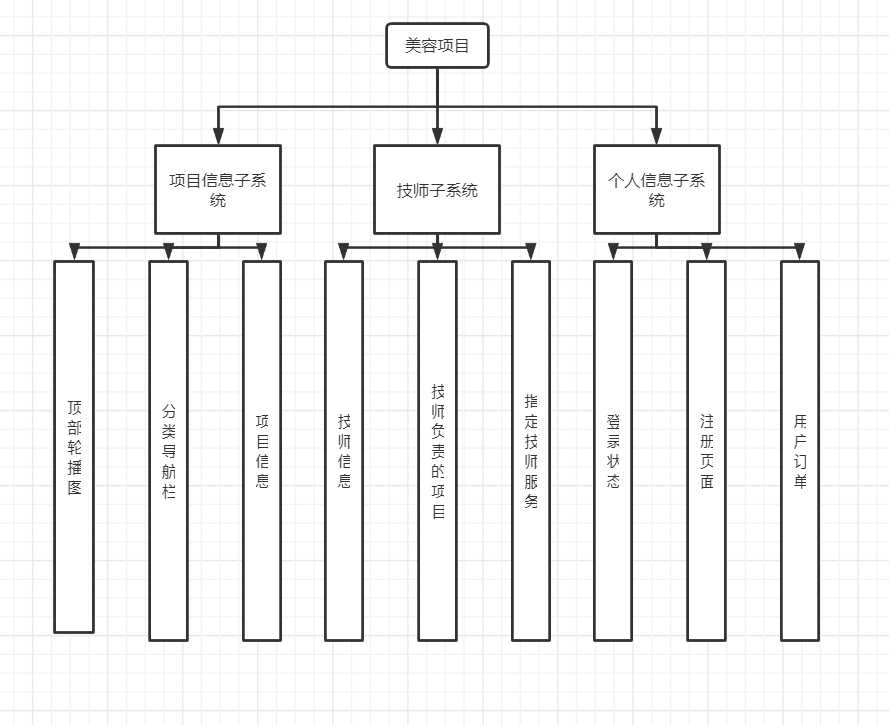 美容项目
项目信息子系
统
技师子系统
个人信息子系
统
顶部轮播图
分类导航栏
项目信息
技师信息
技师负责的项目
指定技师服务
登录状态
注册页面
用户订单